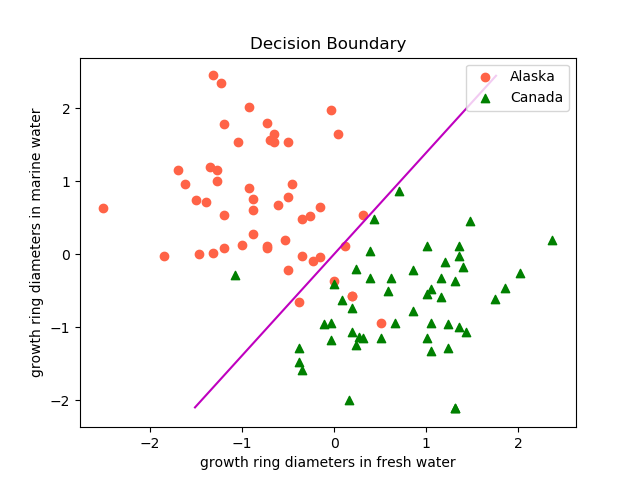 Decision Boundary
Alaska
Canada
growth ring diameters in marine water
2
1
0
−1
−2
−2
−1
0
1
2
growth ring diameters in fresh water